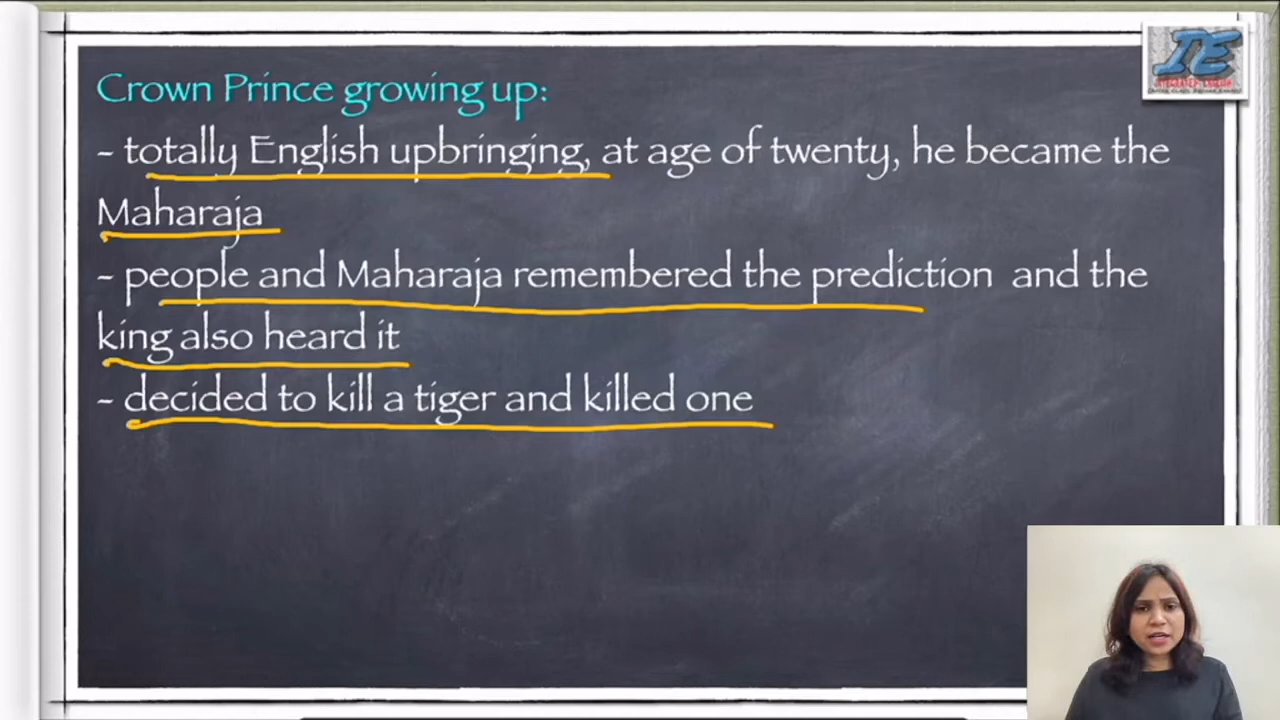 Crown Prince growing up:
- totally English upbringing, at age of twenty, he became the
Maharaja
- people and Maharaja remembered the prediction and the
king also heard it
- decided to kill a tiger and killed one
IE